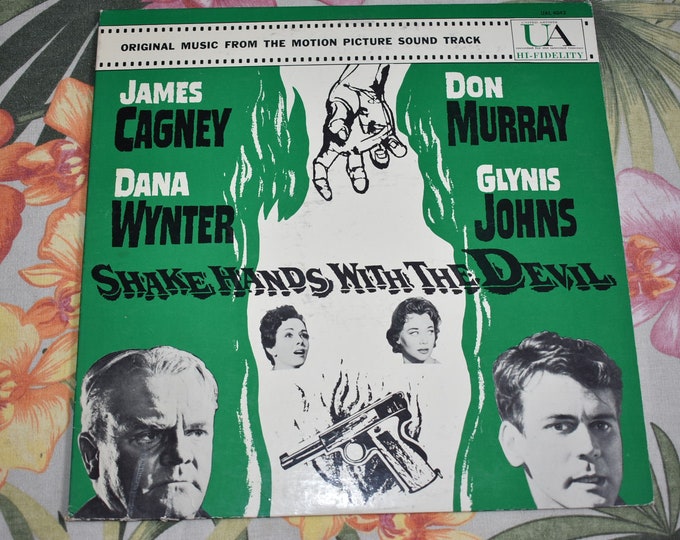 ORIGINAL MUSIC FROM THE MOTION PICTURE SOUND TRACK
UA
HI-FIDELITY
JAMES
CAGNEY
DON
MURRAY
DANA
WYNTER
GLYNIS
JOHNS
SHAKE HANDS WITH THE DEVIL